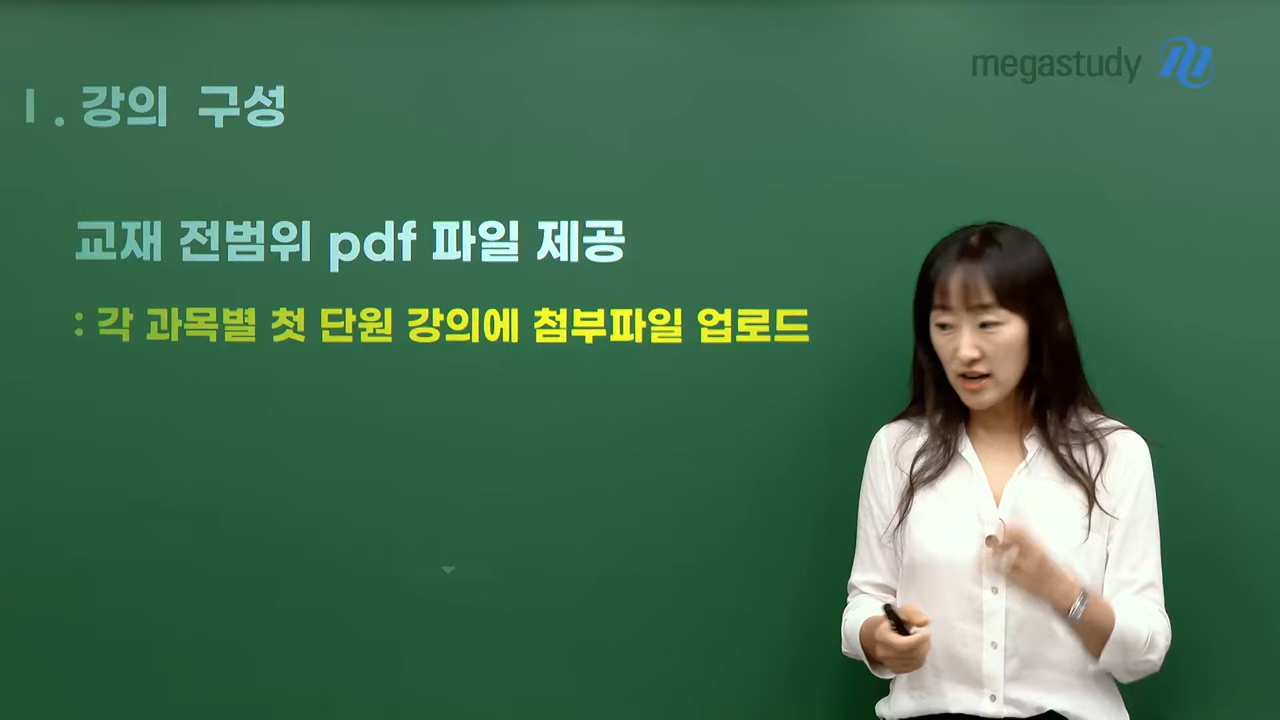 megastudy
I. 강의 구성
교재 전범위 pdf 파일 제공
: 각 과목별 첫 단원 강의에 첨부파일 업로드